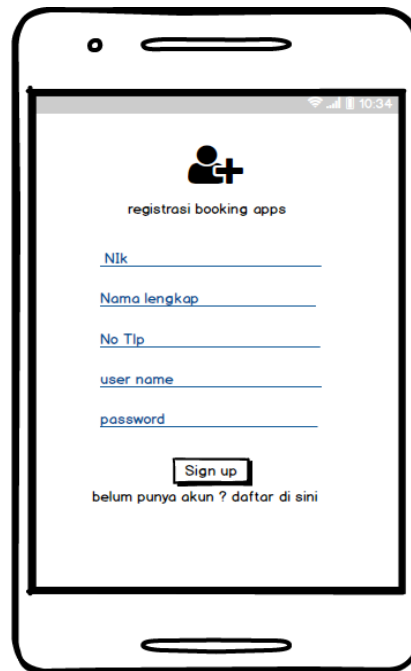 10:34
registrasi booking apps
NIk
Nama lengkap
No Tlp
user name
password
Sign up
belum punya akun ? daftar di sini